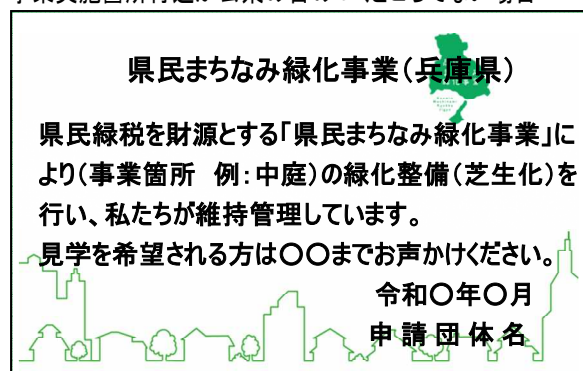 県民まちなみ緑化事業（兵庫県）
県民緑税を財源とする「県民まちなみ緑化事業」に
より（事業箇所　例：中庭）の緑化整備（芝生化）を
行い、私たちが維持管理しています。
見学を希望される方は〇〇までお声かけください。
令和〇年〇月
申請団体名